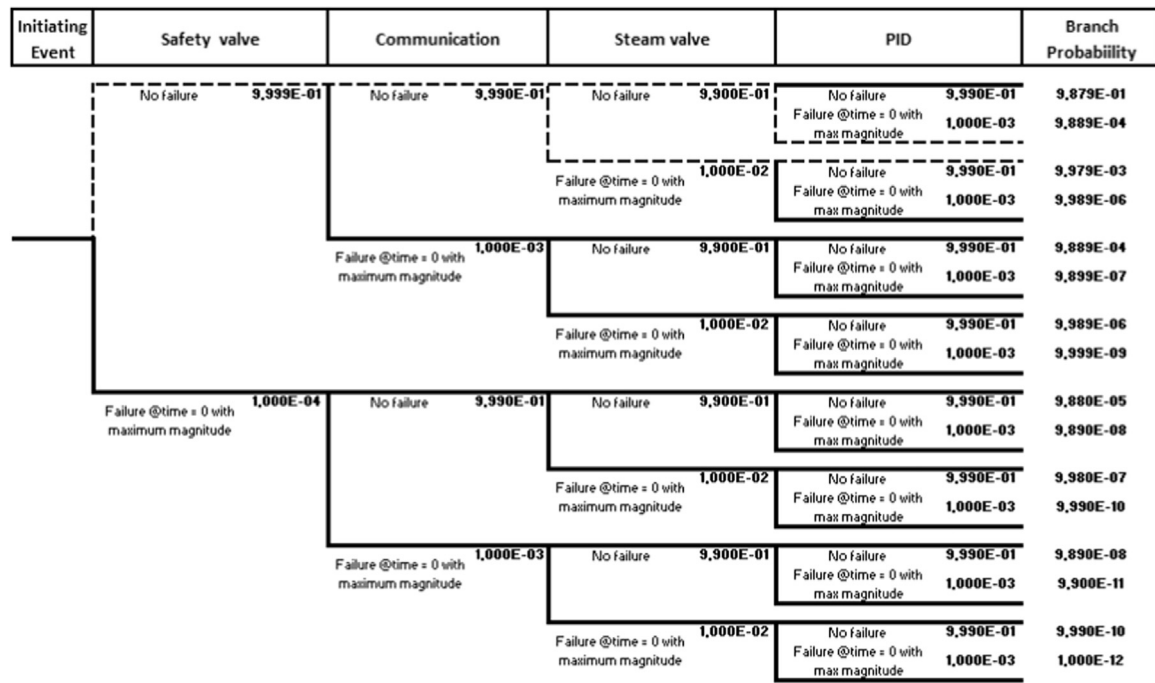 Initiating Event Safety valve Communication Steam valve PID Branch Probabiility
No failure 9,999E-01 No failure 9,990E-01 No failure 9,900E-01 No failure 9,990E-01 9,879E-01
Failure @time = 0 with max magnitude 1,000E-03 9,889E-04
Failure @time = 0 with maximum magnitude 1,000E-02 No failure 9,990E-01 9,979E-03
Failure @time = 0 with max magnitude 1,000E-03 9,989E-06
Failure @time = 0 with maximum magnitude 1,000E-03 No failure 9,900E-01 No failure 9,990E-01 9,889E-04
Failure @time = 0 with max magnitude 1,000E-03 9,899E-07
Failure @time = 0 with maximum magnitude 1,000E-02 No failure 9,990E-01 9,989E-06
Failure @time = 0 with max magnitude 1,000E-03 9,999E-09
Failure @time = 0 with maximum magnitude 1,000E-04 No failure 9,990E-01 No failure 9,900E-01 No failure 9,990E-01 9,880E-05
Failure @time = 0 with max magnitude 1,000E-03 9,890E-08
Failure @time = 0 with maximum magnitude 1,000E-02 No failure 9,990E-01 9,980E-07
Failure @time = 0 with max magnitude 1,000E-03 9,990E-10
Failure @time = 0 with maximum magnitude 1,000E-03 No failure 9,900E-01 No failure 9,990E-01 9,890E-08
Failure @time = 0 with max magnitude 1,000E-03 9,900E-11
Failure @time = 0 with maximum magnitude 1,000E-02 No failure 9,990E-01 9,990E-10
Failure @time = 0 with max magnitude 1,000E-03 1,000E-12